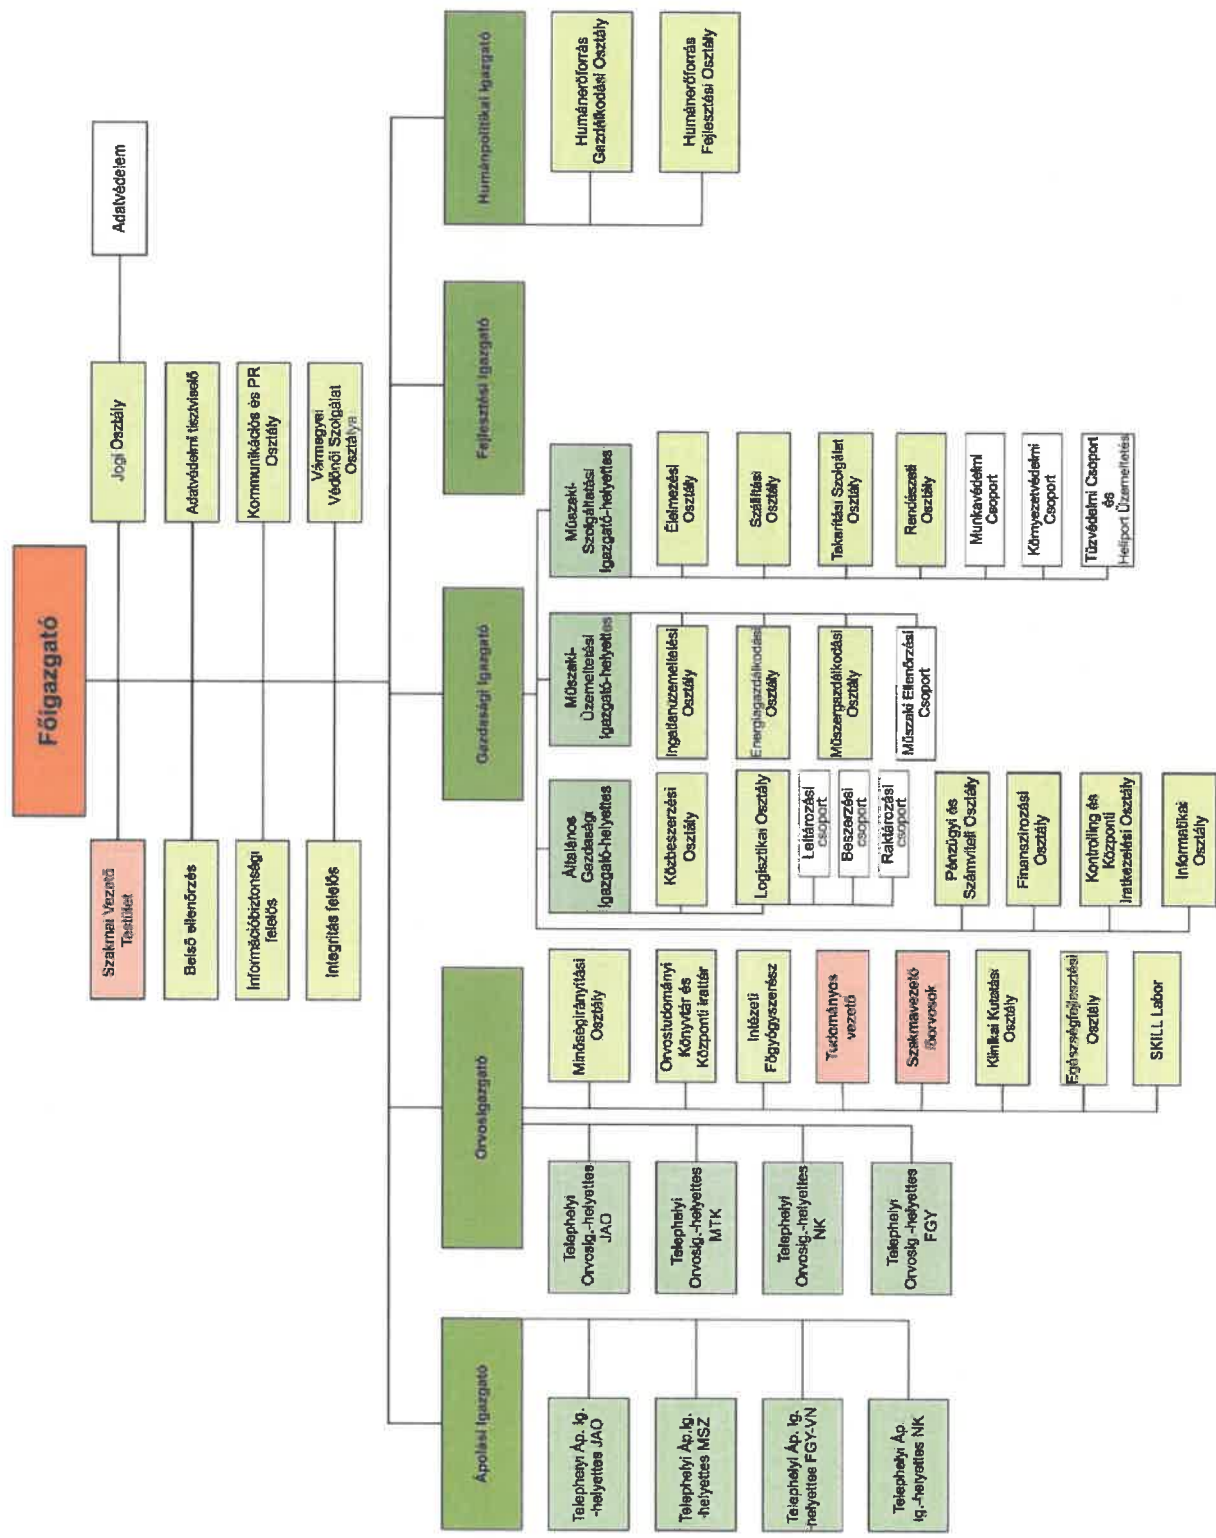 Főigazgató
Szakmai Vezető
Testület
Jogi Osztály
Adatvédelem
Belső ellenőrzés
Adatvédelmi tisztviselő
Információbiztonsági
felelős
Kommunikációs és PR
Osztály
Integritás felelős
Vármegyei
Védőnői Szolgálat
Osztálya
Ápolási Igazgató
Orvosigazgató
Gazdasági Igazgató
Fejlesztési Igazgató
Humánpolitikai Igazgató
Telephelyi Áp. Ig.
-helyettes JAO
Telephelyi Áp.Ig.
-helyettes MSZ
Telephelyi Áp. Ig.
-helyettes FGY-VN
Telephelyi Áp.
Ig.-helyettes NK
Telephelyi
Orvosig.-helyettes
JAO
Telephelyi
Orvosig.-helyettes
MTK
Telephelyi
Orvosig.-helyettes
NK
Telephelyi
Orvosig.-helyettes
FGY
Minőségirányítási
Osztály
Orvostudományi
Könyvtár és
Központi Irattár
Intézeti
Főgyógyszerész
Tudományos
vezető
Szakmavezető
főorvosok
Klinikai Kutatási
Osztály
Egészségfejlesztési
Osztály
SKILL Labor
Általános
Gazdasági
Igazgató-helyettes
Közbeszerzési
Osztály
Logisztikai Osztály
Leltározási
csoport
Beszerzési
csoport
Raktározási
csoport
Pénzügyi és
Számviteli Osztály
Finanszírozási
Osztály
Kontrolling és
Központi
Iratkezelési Osztály
Informatikai
Osztály
Műszaki-
Üzemeltetési
Igazgató-helyettes
Ingatlanüzemeltetési
Osztály
Energiagazdálkodási
Osztály
Műszergazdálkodási
Osztály
Műszaki Ellenőrzési
Csoport
Műszaki-
Szolgáltatási
Igazgató-helyettes
Élelmezési
Osztály
Szállítási
Osztály
Takarítási Szolgálat
Osztály
Rendészeti
Osztály
Munkavédelmi
Csoport
Környezetvédelmi
Csoport
Tűzvédelmi Csoport
és
Heliport Üzemeltetés
Humánerőforrás
Gazdálkodási Osztály
Humánerőforrás
Fejlesztési Osztály